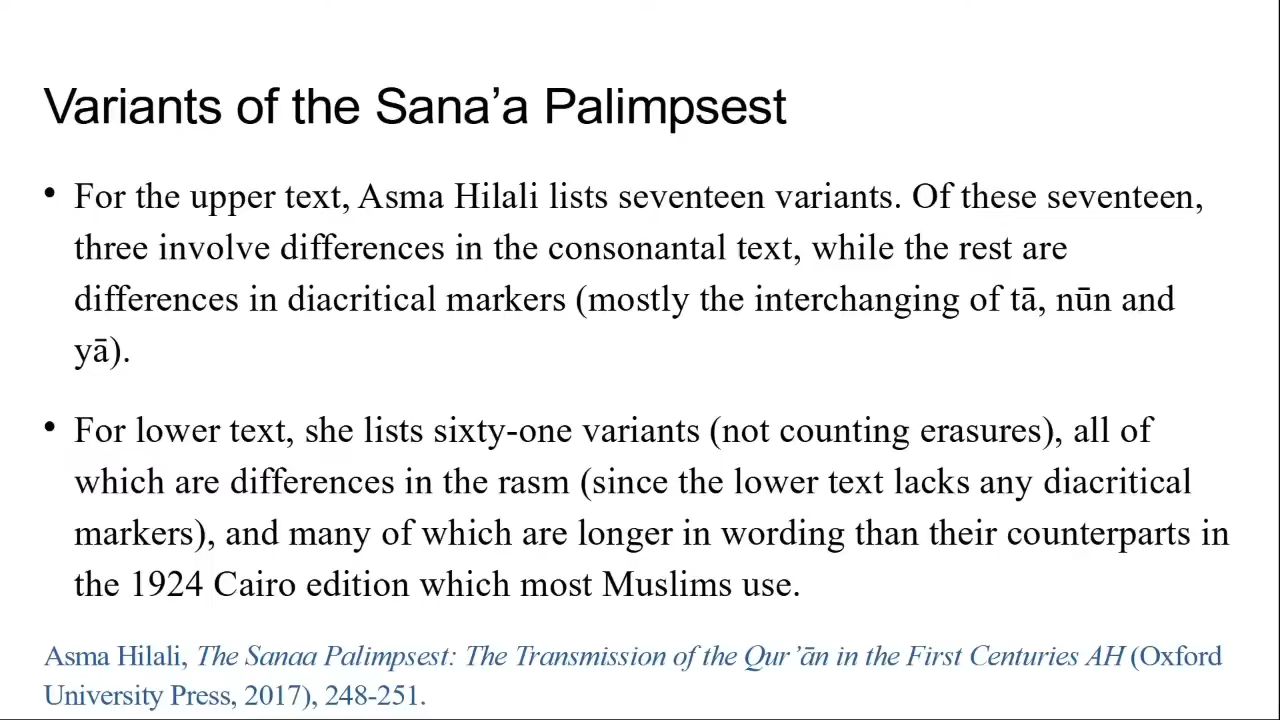 Variants of the Sana’a Palimpsest
• For the upper text, Asma Hilali lists seventeen variants. Of these seventeen,
three involve differences in the consonantal text, while the rest are
differences in diacritical markers (mostly the interchanging of tā, nūn and
yā).
• For lower text, she lists sixty-one variants (not counting erasures), all of
which are differences in the rasm (since the lower text lacks any diacritical
markers), and many of which are longer in wording than their counterparts in
the 1924 Cairo edition which most Muslims use.
Asma Hilali, The Sanaa Palimpsest: The Transmission of the Qur’ān in the First Centuries AH (Oxford
University Press, 2017), 248-251.